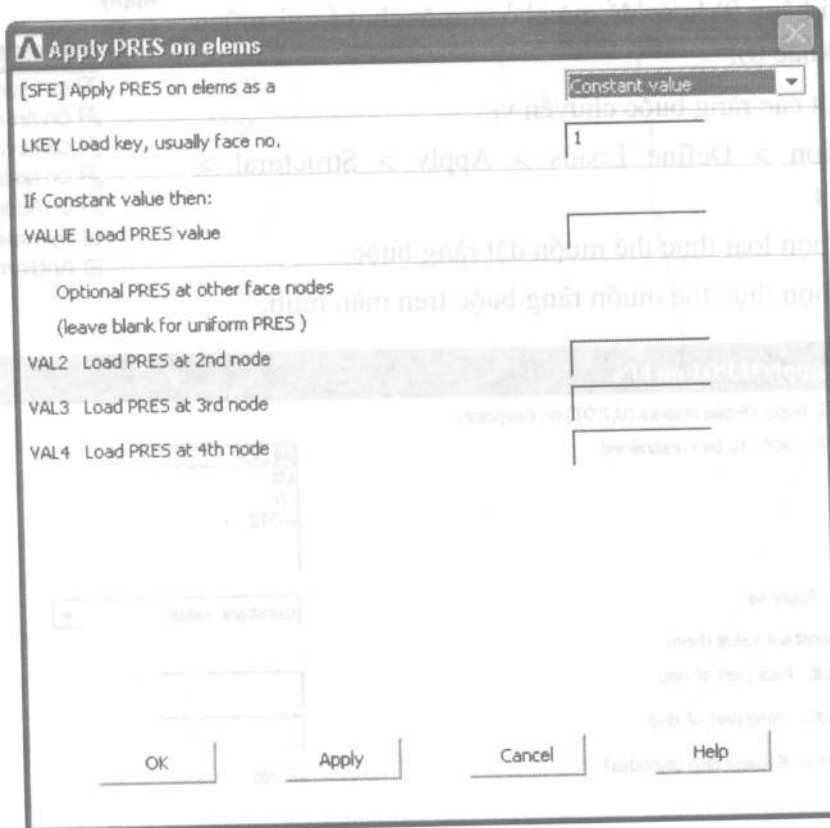 Apply PRES on elems
[SFE] Apply PRES on elems as a
Constant value
LKEY Load key, usually face no.
1
If Constant value then:
VALUE Load PRES value
Optional PRES at other face nodes
(leave blank for uniform PRES )
VAL2 Load PRES at 2nd node
VAL3 Load PRES at 3rd node
VAL4 Load PRES at 4th node
OK
Apply
Cancel
Help